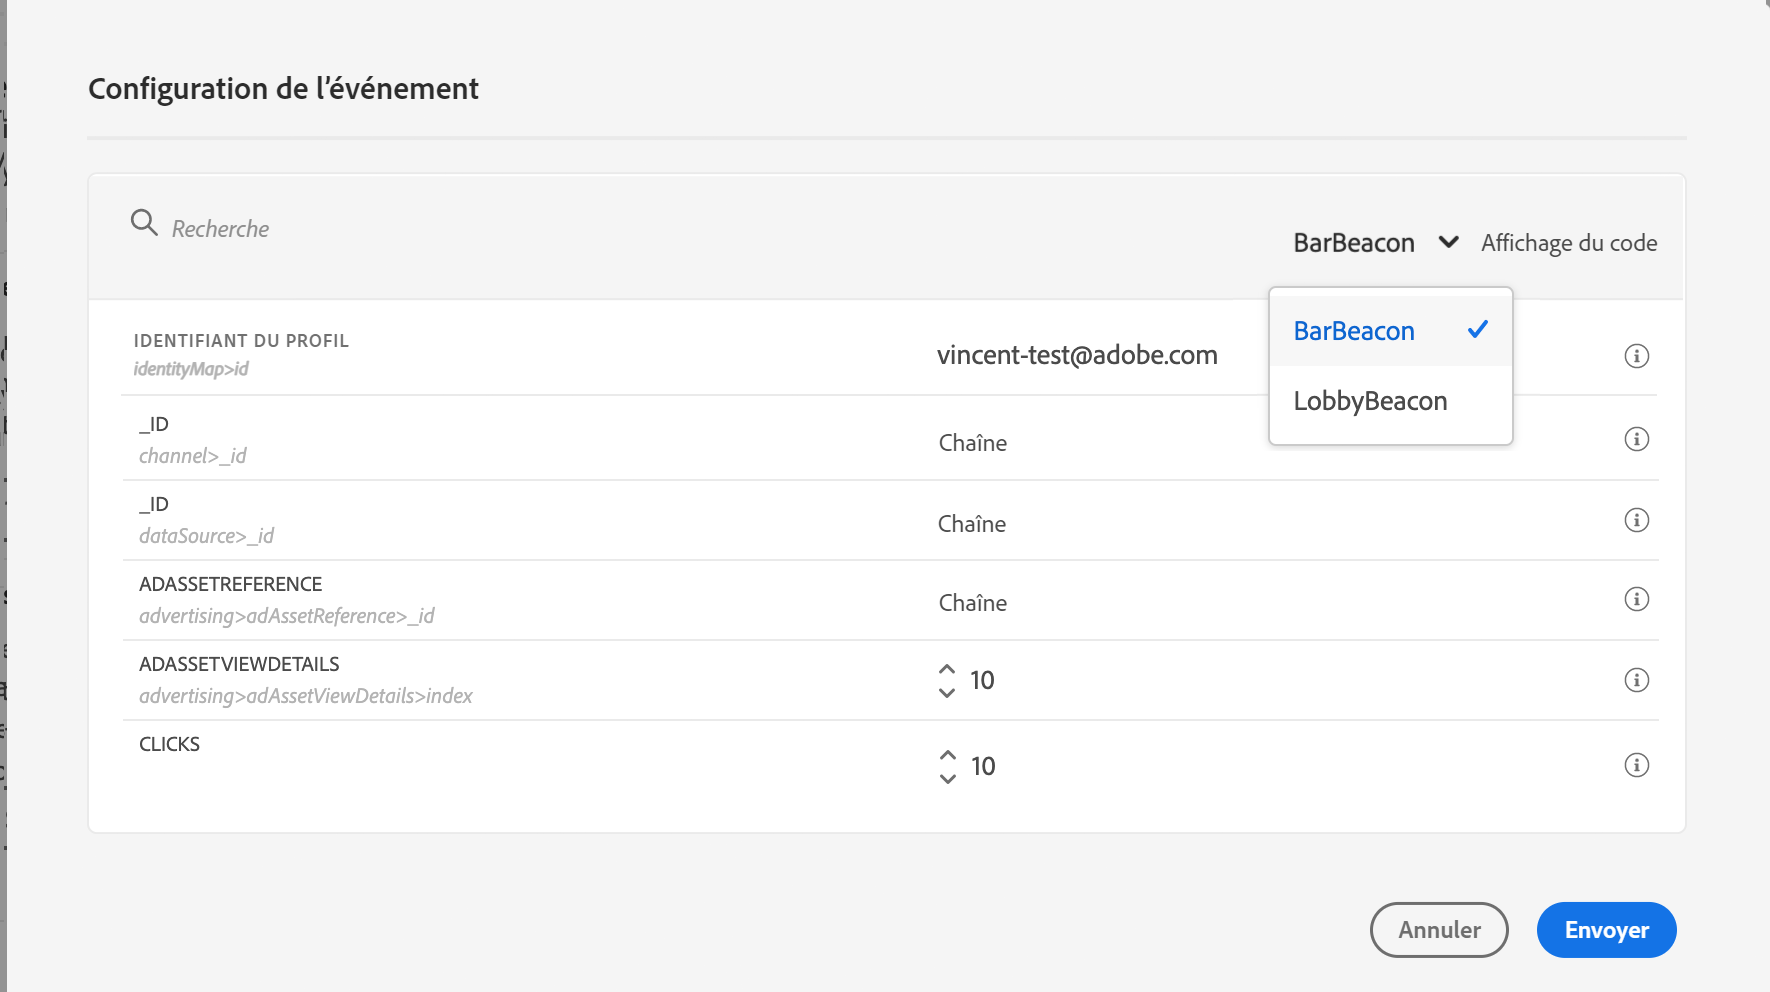 Configuration de l’événement
Recherche
BarBeacon
Affichage du code
BarBeacon
LobbyBeacon
IDENTIFIANT DU PROFIL
identityMap>id
vincent-test@adobe.com
_ID
channel>_id
Chaîne
_ID
dataSource>_id
Chaîne
ADASSETREFERENCE
advertising>adAssetReference>_id
Chaîne
ADASSETVIEWDETAILS
advertising>adAssetViewDetails>index
10
CLICKS
10
Annuler
Envoyer